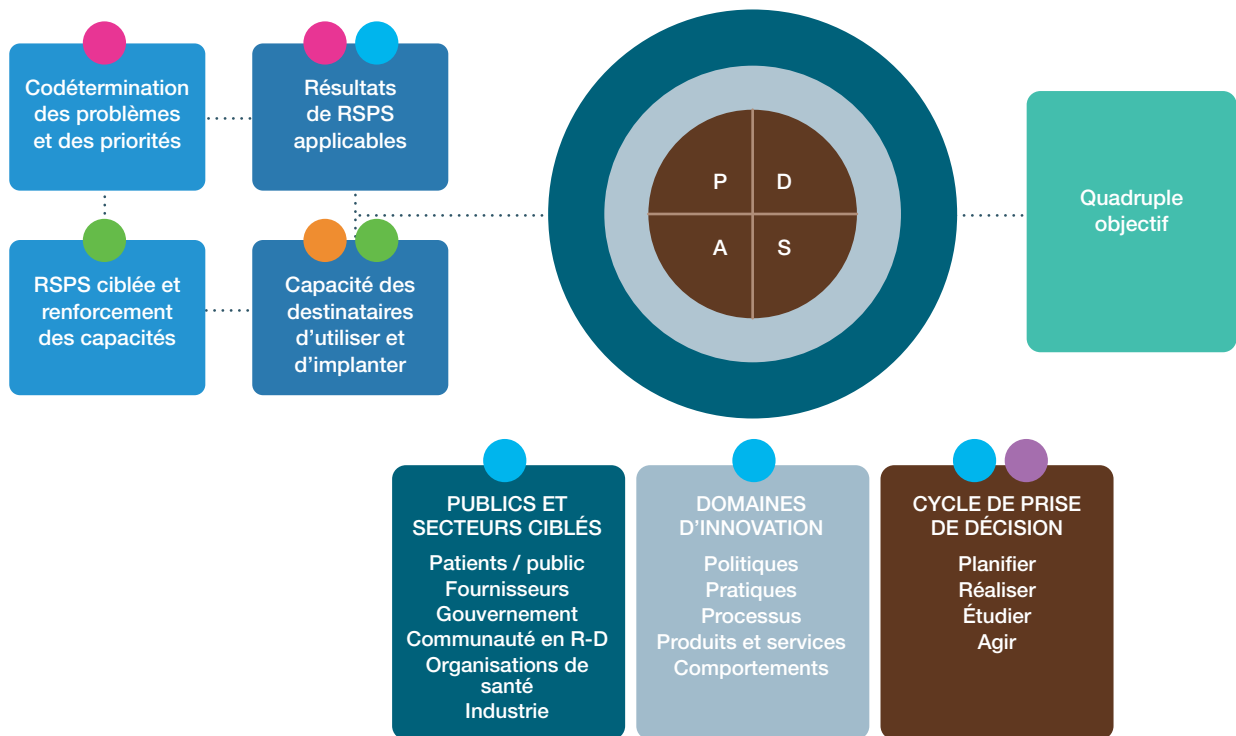 Codétermination
des problèmes
et des priorités
Résultats
de RSPS
applicables
RSPS ciblée et
renforcement
des capacités
Capacité des
destinataires
d’utiliser et
d’implanter
P
D
A
S
Quadruple
objectif
PUBLICS ET
SECTEURS CIBLÉS
Patients / public
Fournisseurs
Gouvernement
Communauté en R-D
Organisations de
santé
Industrie
DOMAINES
D’INNOVATION
Politiques
Pratiques
Processus
Produits et services
Comportements
CYCLE DE PRISE
DE DÉCISION
Planifier
Réaliser
Étudier
Agir